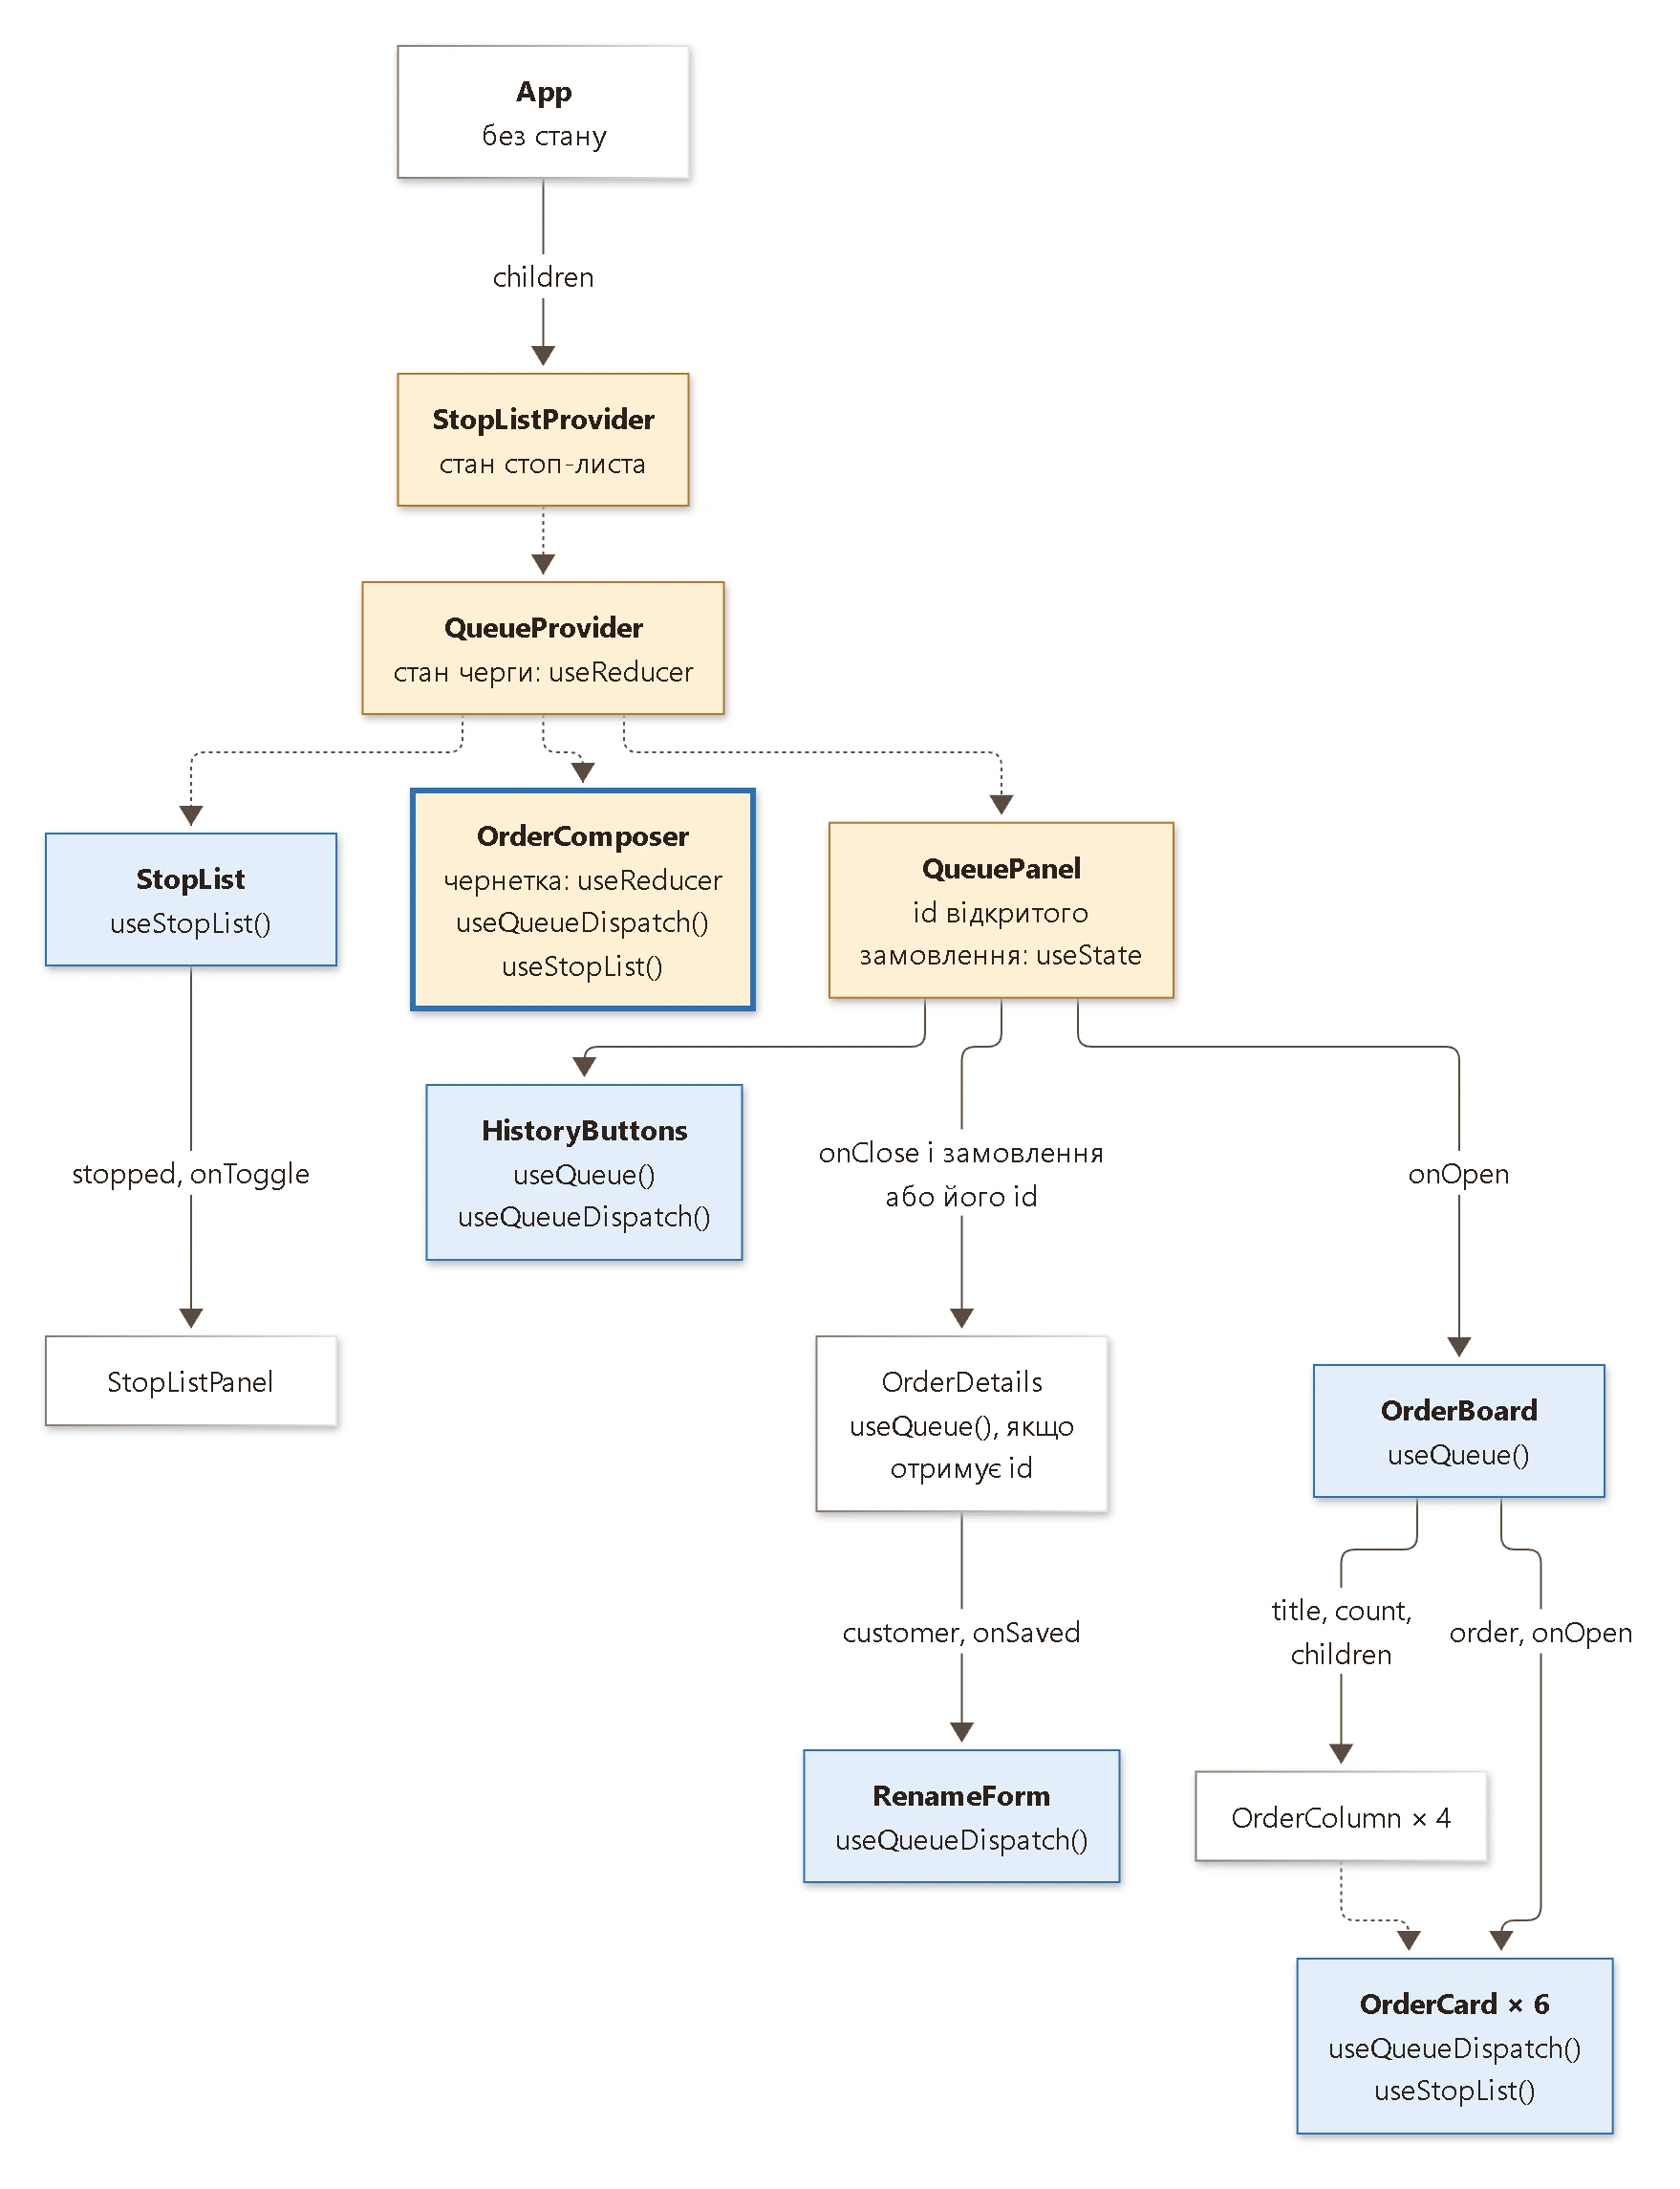 App
без стану
children
StopListProvider
стан стоп-листа
QueueProvider
стан черги: useReducer
StopList
useStopList()
OrderComposer
чернетка: useReducer
useQueueDispatch()
useStopList()
QueuePanel
id відкритого
замовлення: useState
stopped, onToggle
HistoryButtons
useQueue()
useQueueDispatch()
onClose і замовлення
або його id
onOpen
StopListPanel
OrderDetails
useQueue(), якщо
отримує id
OrderBoard
useQueue()
customer, onSaved
title, count,
children
order, onOpen
RenameForm
useQueueDispatch()
OrderColumn × 4
OrderCard × 6
useQueueDispatch()
useStopList()